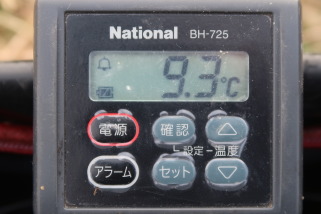 National BH-725
9.3℃
電源 確認
設定 温度
アラーム セット